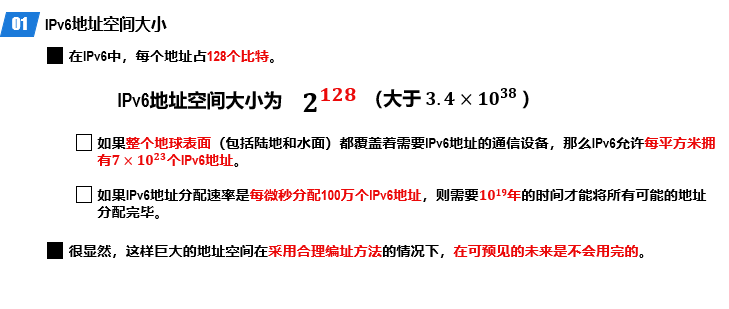 01 IPv6地址空间大小
在IPv6中，每个地址占128个比特。
IPv6地址空间大小为 2^128 （大于 3.4 × 10^38 ）
如果整个地球表面（包括陆地和水面）都覆盖着需要IPv6地址的通信设备，那么IPv6允许每平方米拥
有7 × 10^23个IPv6地址。
如果IPv6地址分配速率是每微秒分配100万个IPv6地址，则需要10^19年的时间才能将所有可能的地址
分配完毕。
很显然，这样巨大的地址空间在采用合理编址方法的情况下，在可预见的未来是不会用完的。